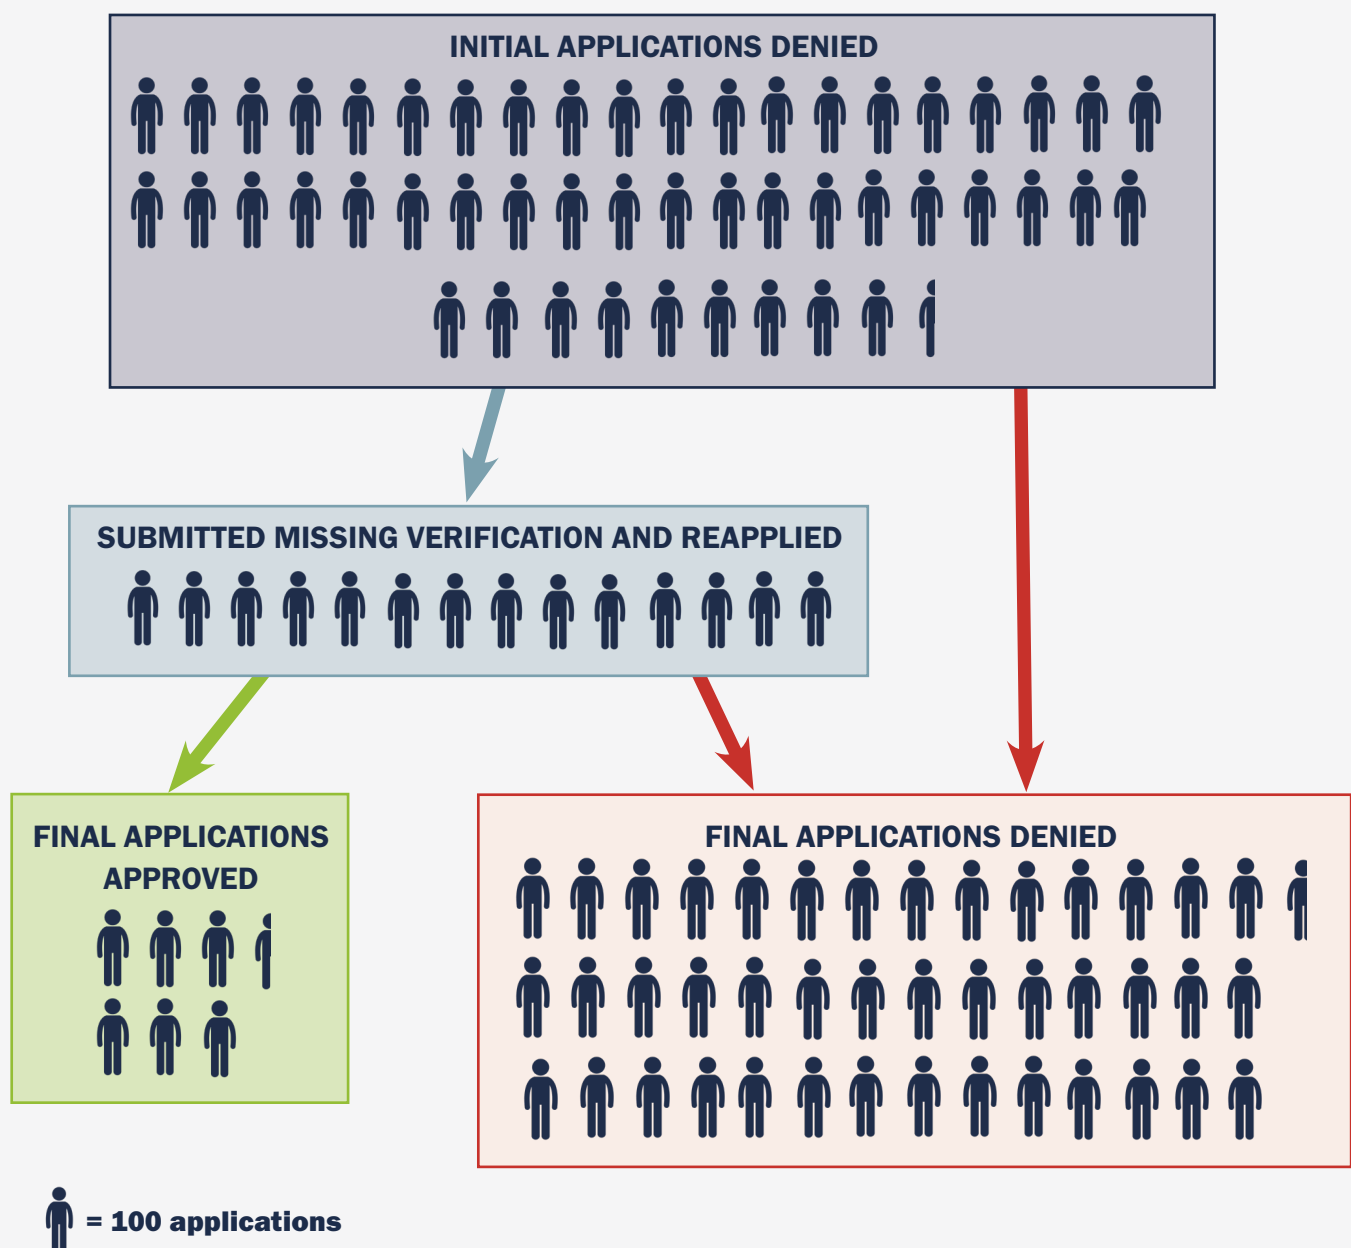 INITIAL APPLICATIONS DENIED
SUBMITTED MISSING VERIFICATION AND REAPPLIED
FINAL APPLICATIONS
APPROVED
FINAL APPLICATIONS DENIED
= 100 applications